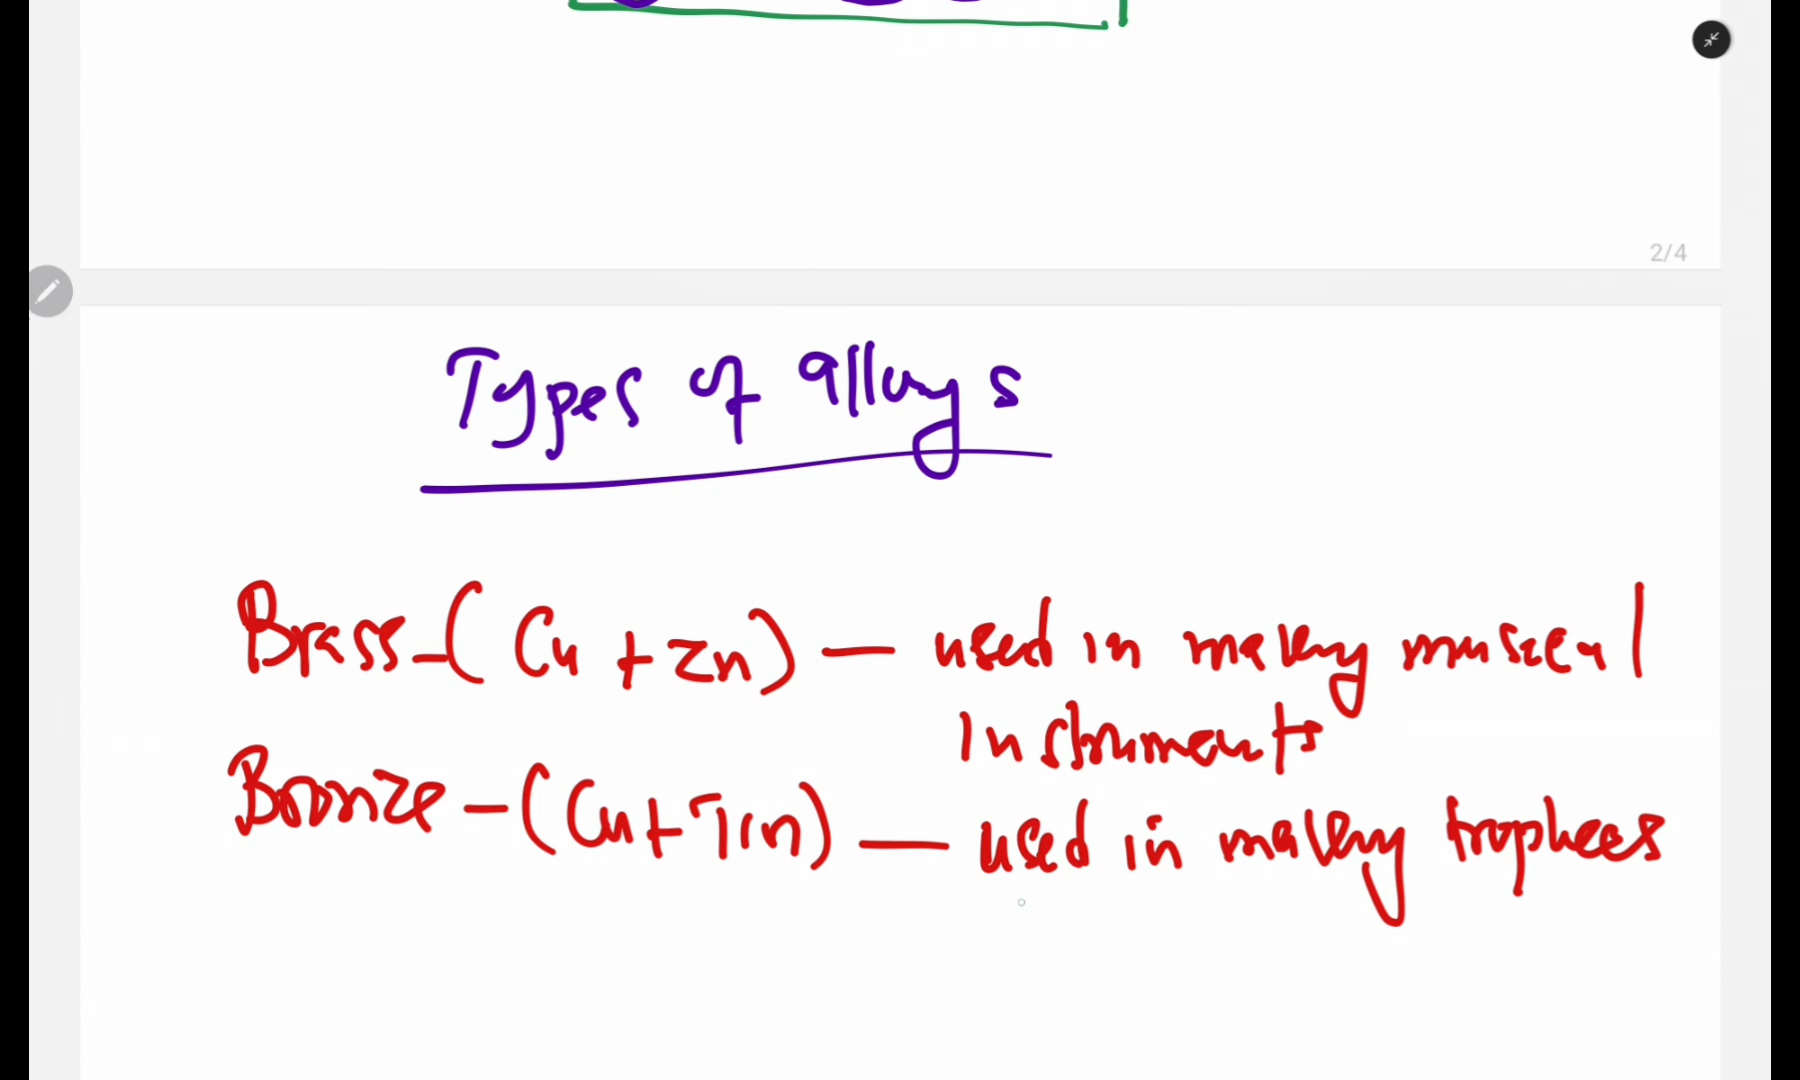 2/4
Types of alloys
Brass - (Cu + Zn) — used in making musical
instruments
Bronze - (Cu + Tin) — used in making trophees